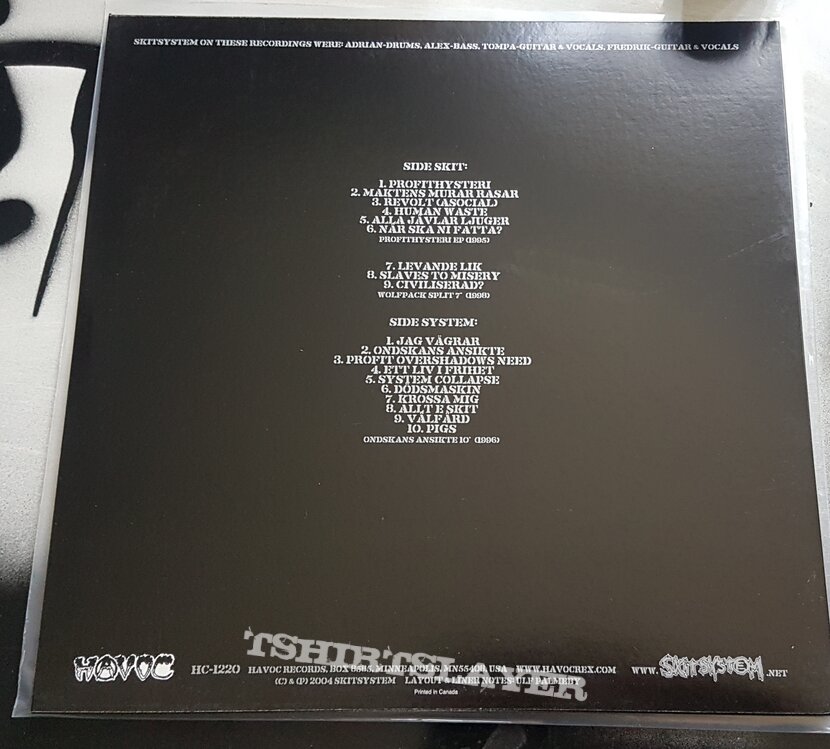 SKITSYSTEM ON THESE RECORDINGS WERE: ADRIAN-DRUMS, ALEX-BASS, TOMPA-GUITAR & VOCALS, FREDRIK-GUITAR & VOCALS
SIDE SKIT:
1. PROFITHYSTERI
2. MAKTENS MURAR RASAR
3. REVOLT (ASOCIAL)
4. HUMAN WASTE
5. ALLA JÄVLAR LJUGER
6. NÄR SKA NI FATTA?
PROFITHYSTERI EP (1995)
7. LEVANDE LIK
8. SLAVES TO MISERY
9. CIVILISERAD?
WOLFPACK SPLIT 7" (1998)
SIDE SYSTEM:
1. JAG VÄGRAR
2. ONDSKANS ANSIKTE
3. PROFIT OVERSHADOWS NEED
4. ETT LIV I FRIHET
5. SYSTEM COLLAPSE
6. DÖDSMASKIN
7. KROSSA MIG
8. ALLT E SKIT
9. VÄLFÄRD
10. PIGS
ONDSKANS ANSIKTE 10" (1996)
HAVOC HC-1220 HAVOC RECORDS, BOX 8585, MINNEAPOLIS, MN55408, USA WWW.HAVOCREX.COM WWW.SKITSYSTEM.NET
(C) & (P) 2004 SKITSYSTEM LAYOUT & LINER NOTES: ULF PALMEDY
Printed in Canada
TSHIRTSLAYER